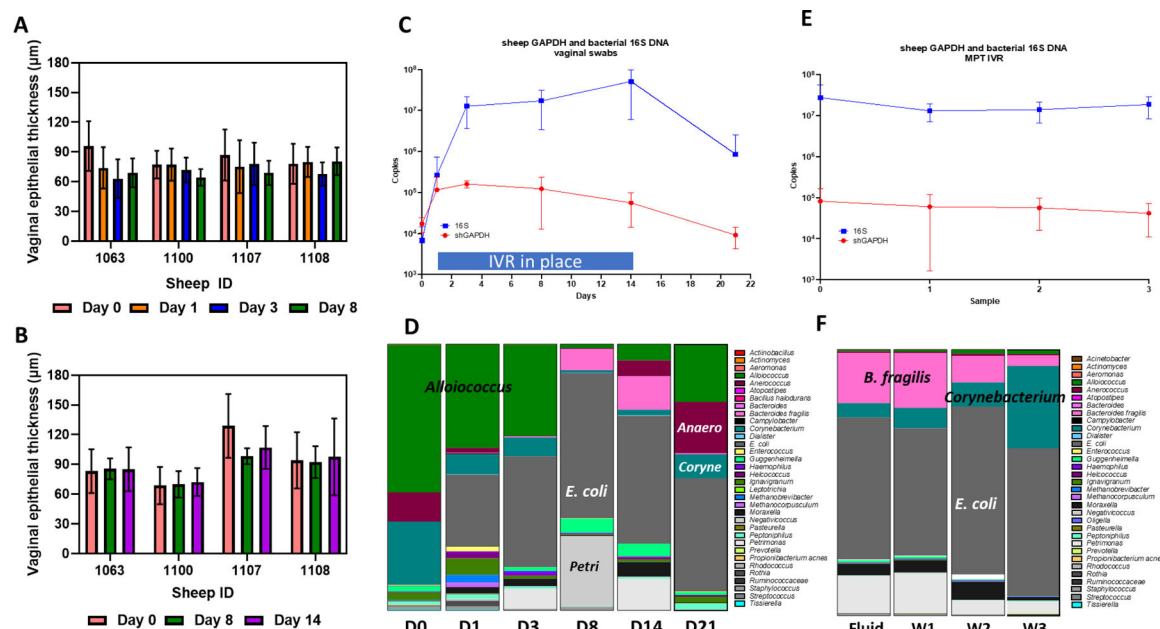 A
Vaginal epithelial thickness (µm)
180
150
120
90
60
30
0
1063 1100 1107 1108
Sheep ID
Day 0 Day 1 Day 3 Day 8
B
Vaginal epithelial thickness (µm)
180
150
120
90
60
30
0
1063 1100 1107 1108
Sheep ID
Day 0 Day 8 Day 14
C
sheep GAPDH and bacterial 16S DNA
vaginal swabs
Copies
10⁸
10⁷
10⁶
10⁵
10⁴
10³
16S
shGAPDH
IVR in place
0 2 4 6 8 10 12 14 16 18 20 22
Days
D
Alloiococcus
E. coli
Petri
Anaero
Coryne
D0 D1 D3 D8 D14 D21
Actinobacillus
Actinomyces
Aeromonas
Alloiococcus
Anerococcus
Atopostipes
Bacillus halodurans
Bacteroides
Bacteroides fragilis
Campylobacter
Corynebacterium
Dialister
E. coli
Enterococcus
Guggenheimella
Haemophilus
Helcococcus
Ignavigranum
Leptotrichia
Methanobrevibacter
Methanocorpusculum
Moraxella
Negativicoccus
Pasteurella
Peptoniphilus
Petrimonas
Prevotella
Propionibacterium acnes
Rhodococcus
Rothia
Ruminococcaceae
Staphylococcus
Streptococcus
Tissierella
E
sheep GAPDH and bacterial 16S DNA
MPT IVR
Copies
10⁸
10⁷
10⁶
10⁵
10⁴
10³
16S
shGAPDH
0 1 2 3
Sample
F
B. fragilis
Corynebacterium
E. coli
Fluid W1 W2 W3
Acinetobacter
Actinomyces
Aeromonas
Alloiococcus
Anerococcus
Atopostipes
Bacteroides
Bacteroides fragilis
Campylobacter
Corynebacterium
Dialister
E. coli
Enterococcus
Guggenheimella
Haemophilus
Helcococcus
Ignavigranum
Methanobrevibacter
Methanocorpusculum
Moraxella
Negativicoccus
Oligella
Pasteurella
Peptoniphilus
Petrimonas
Prevotella
Propionibacterium acnes
Rhodococcus
Rothia
Ruminococcaceae
Staphylococcus
Streptococcus
Tissierella